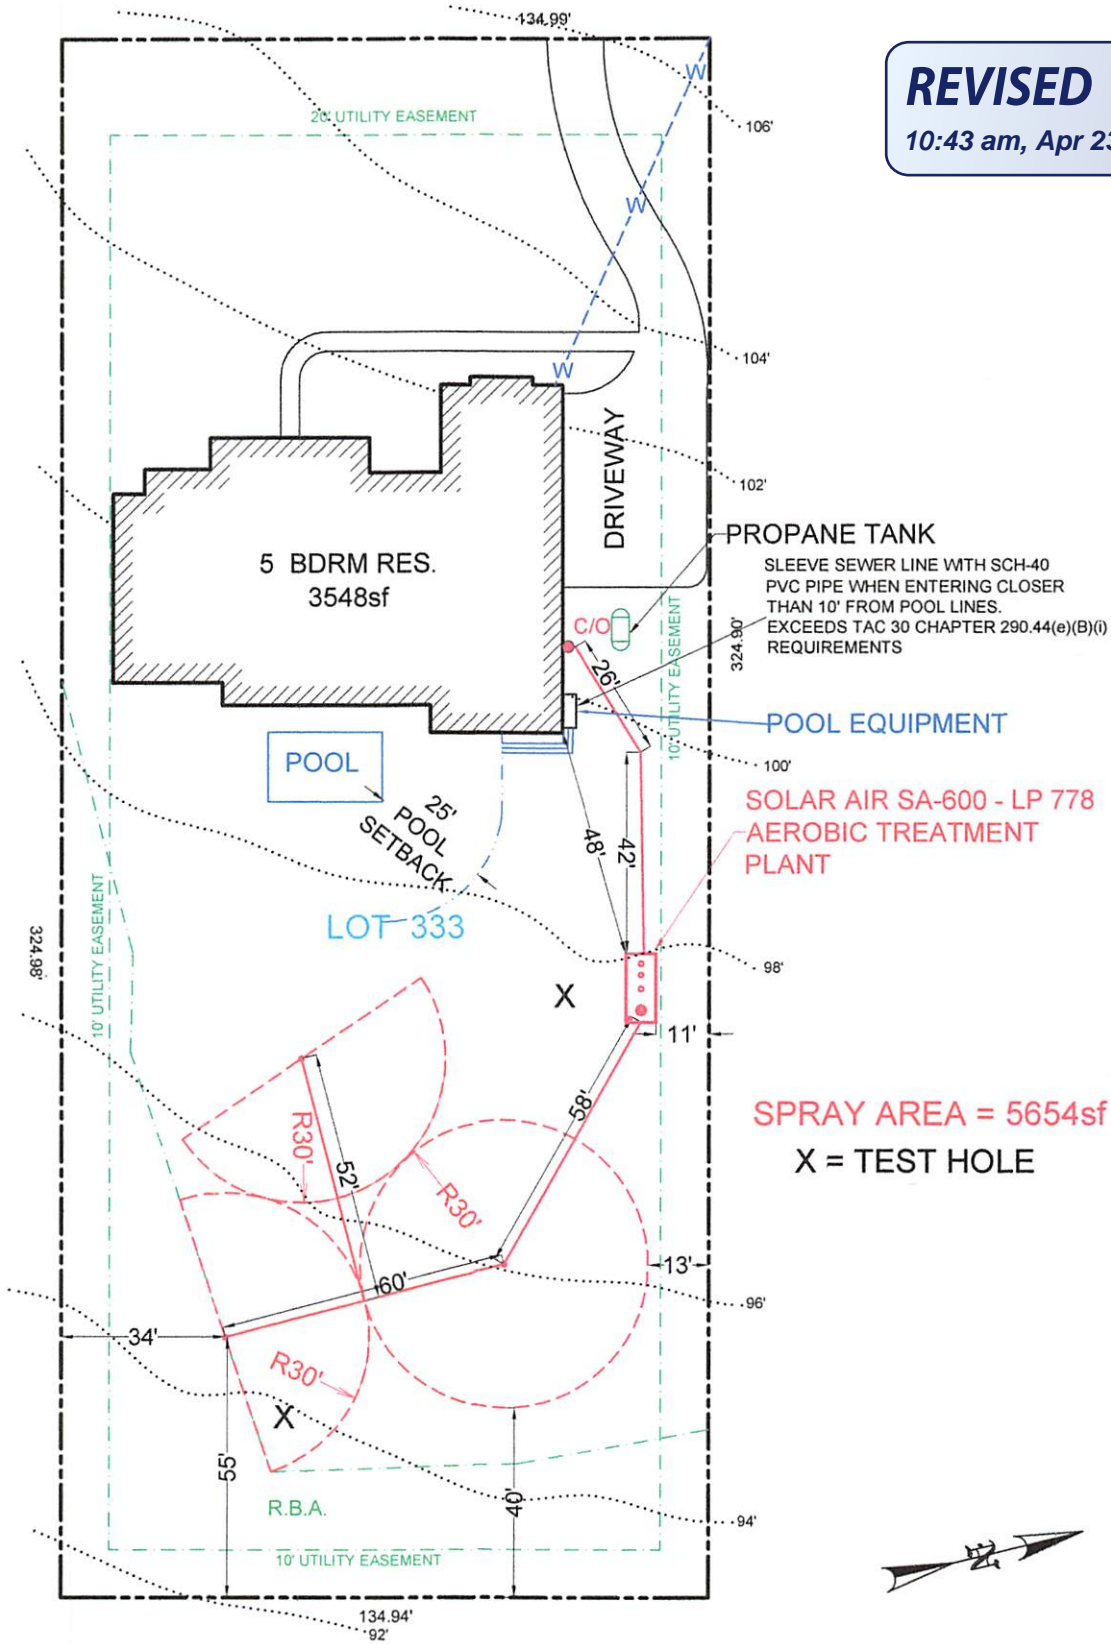 134.99'
REVISED
10:43 am, Apr 23
W
20' UTILITY EASEMENT
106'
W
104'
W
DRIVEWAY
102'
PROPANE TANK
5 BDRM RES.
3548sf
SLEEVE SEWER LINE WITH SCH-40
PVC PIPE WHEN ENTERING CLOSER
THAN 10' FROM POOL LINES.
EXCEEDS TAC 30 CHAPTER 290.44(e)(B)(i)
REQUIREMENTS
C/O
10' UTILITY EASEMENT
324.90'
26'
POOL EQUIPMENT
POOL
100'
25'
POOL
SETBACK
48'
42'
SOLAR AIR SA-600 - LP 778
AEROBIC TREATMENT
PLANT
10' UTILITY EASEMENT
324.98'
LOT 333
98'
X
11'
58'
SPRAY AREA = 5654sf
X = TEST HOLE
R30'
52'
R30'
13'
60'
96'
34'
R30'
X
55'
R.B.A.
40'
94'
10' UTILITY EASEMENT
N
134.94'
92'